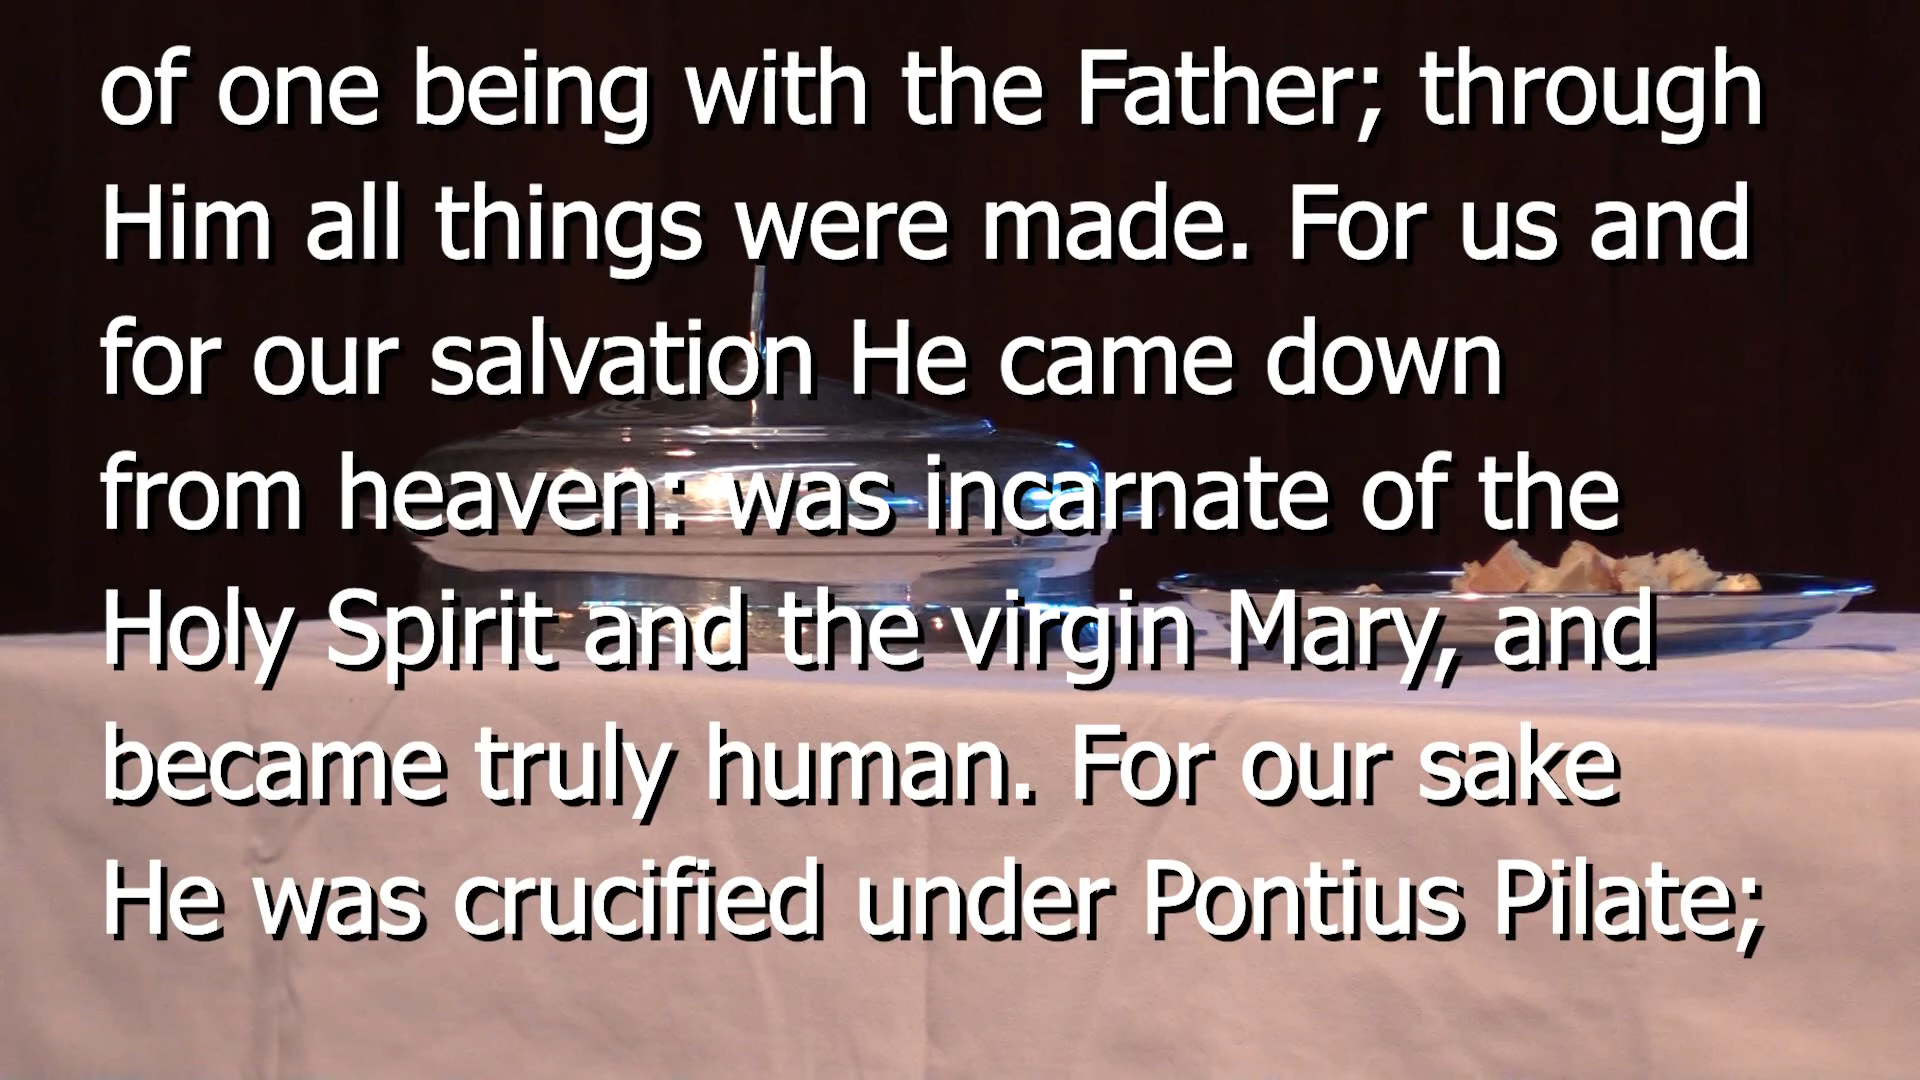 of one being with the Father; through
Him all things were made. For us and
for our salvation He came down
from heaven: was incarnate of the
Holy Spirit and the virgin Mary, and
became truly human. For our sake
He was crucified under Pontius Pilate;